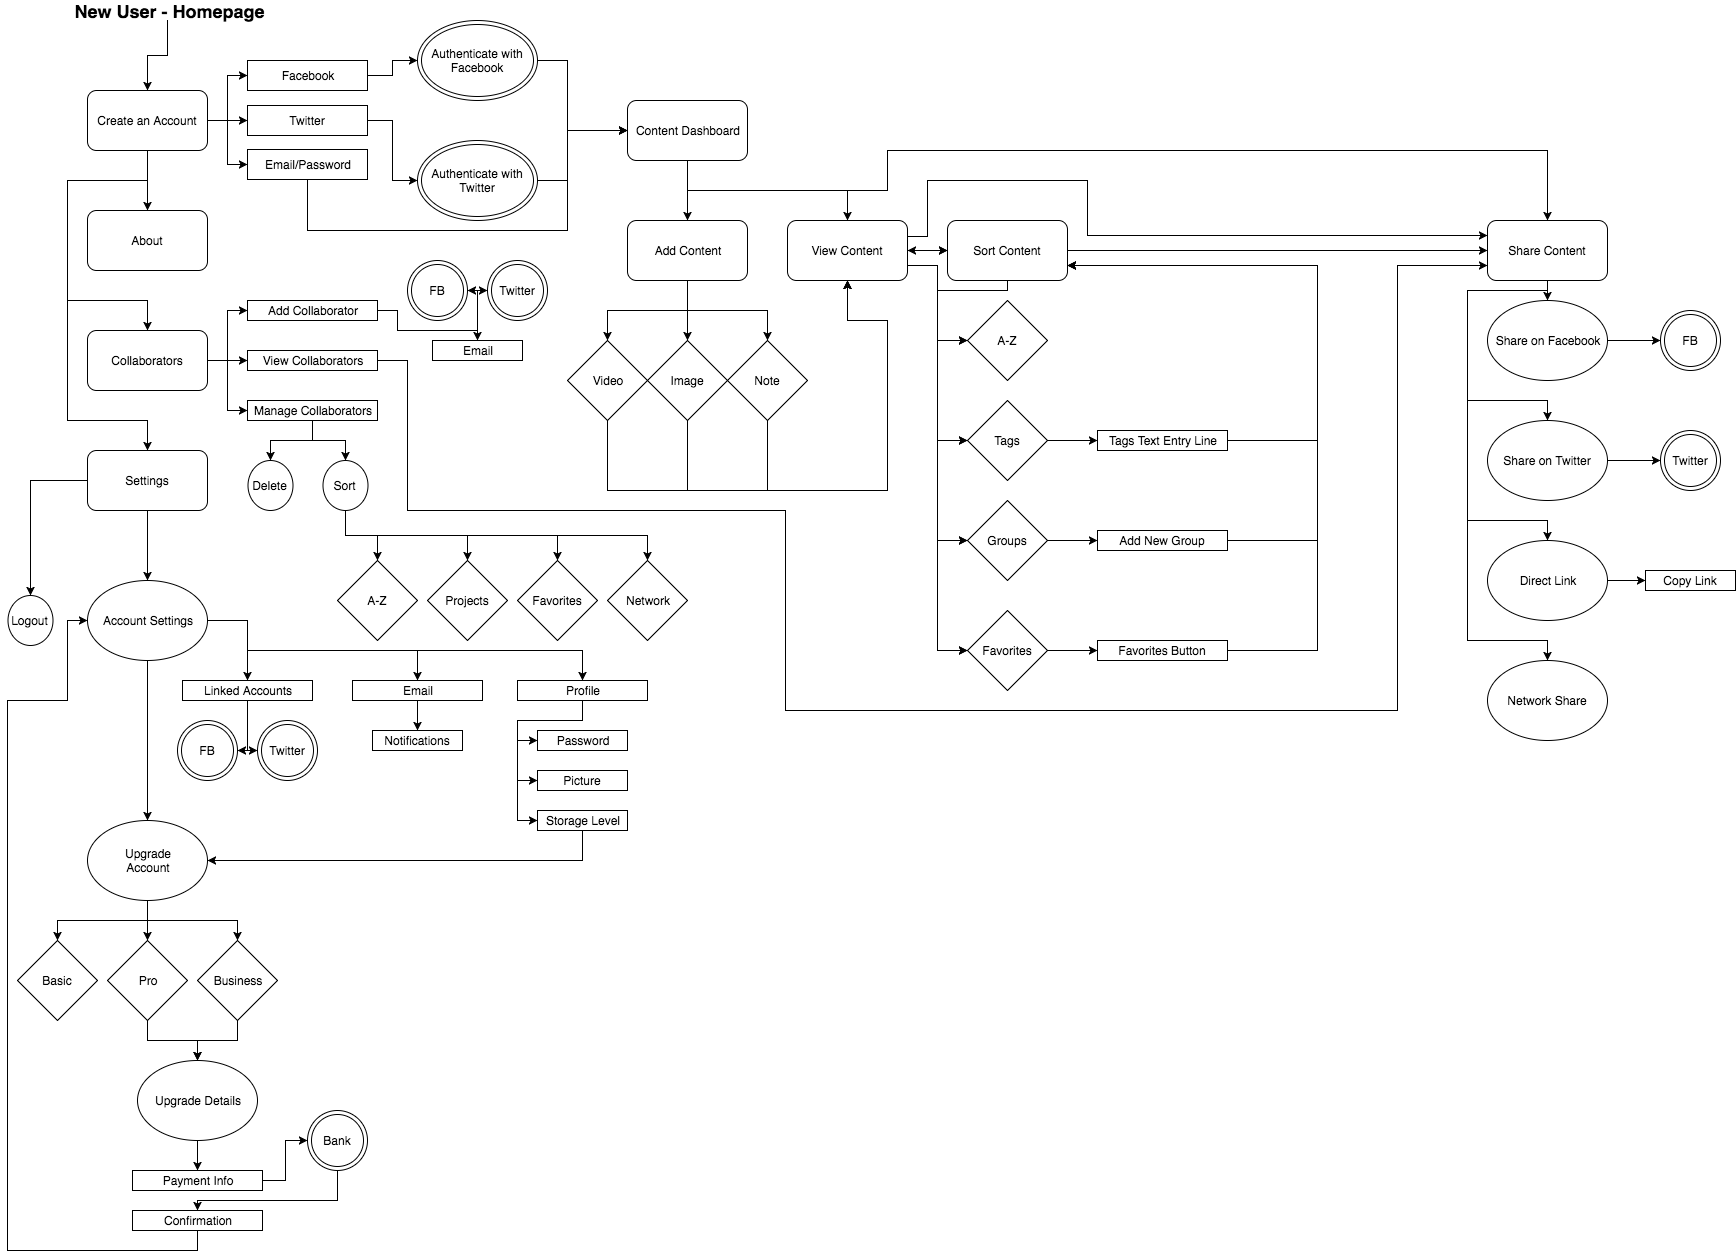 New User - Homepage
Create an Account
Facebook
Twitter
Email/Password
Authenticate with
Facebook
Authenticate with
Twitter
Content Dashboard
About
Add Content
View Content
Sort Content
Share Content
Collaborators
Add Collaborator
View Collaborators
Manage Collaborators
FB
Twitter
Email
Delete
Sort
A-Z
Projects
Favorites
Network
Video
Image
Note
A-Z
Tags
Tags Text Entry Line
Groups
Add New Group
Favorites
Favorites Button
Share on Facebook
FB
Share on Twitter
Twitter
Direct Link
Copy Link
Network Share
Settings
Logout
Account Settings
Linked Accounts
FB
Twitter
Email
Notifications
Profile
Password
Picture
Storage Level
Upgrade
Account
Basic
Pro
Business
Upgrade Details
Payment Info
Bank
Confirmation